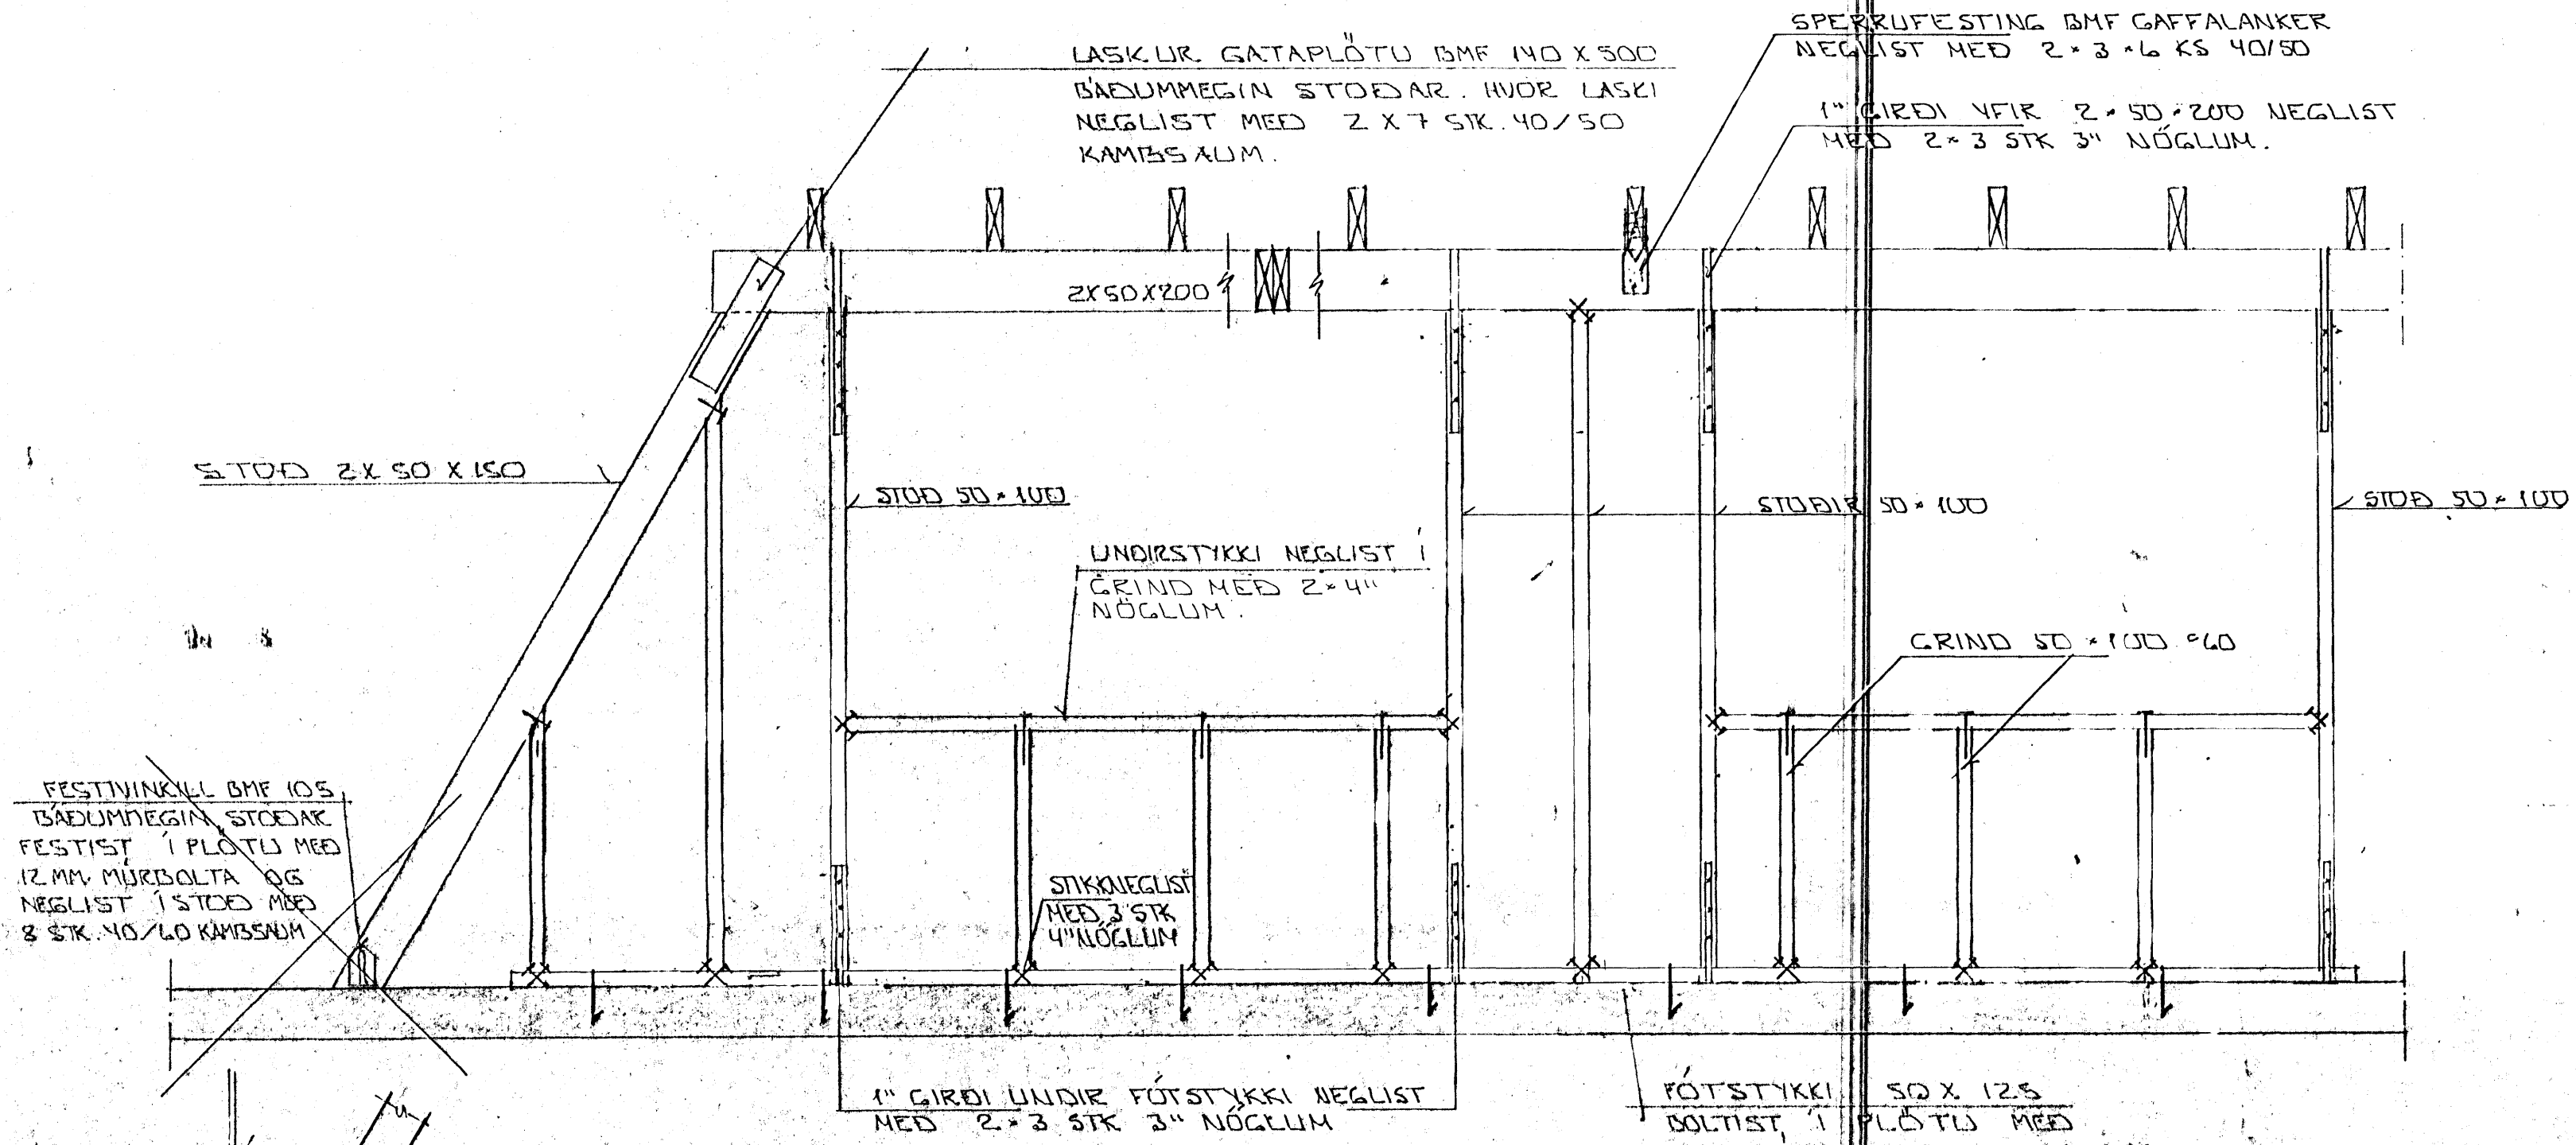 LASKUR GATAPLÖTU BMF 140 X 500
BÁÐUMMEGIN STOÐAR. HVOR LASKI
NEGLIST MEÐ 2 X 7 STK. 40/50
KAMBSAUM.
SPERRUFESTING BMF GAFFALANKER
NEGLIST MEÐ 2×3×6 KS 40/50
1" GIRÐI YFIR 2×50×200 NEGLIST
MEÐ 2×3 STK 3" NÖGLUM.
2X50X200
STOÐ 2X50X150
STOÐ 50×100
STOÐIR 50×100
STOÐ 50×100
UNDIRSTYKKI NEGLIST Í
GRIND MEÐ 2×4"
NÖGLUM.
GRIND 50×100 c60
FESTIVINKILL BMF 105
BÁÐUMMEGIN STOÐAR
FESTIST Í PLÖTU MEÐ
12 MM. MÚRBOLTA OG
NEGLIST Í STOÐ MEÐ
8 STK. 40/60 KAMBSAUM
STIKKNEGLIST
MEÐ 3 STK
4" NÖGLUM
1" GIRÐI UNDIR FÓTSTYKKI NEGLIST
MEÐ 2×3 STK 3" NÖGLUM
FÓTSTYKKI 50 X 125
BOLTIST Í PLÖTU MEÐ